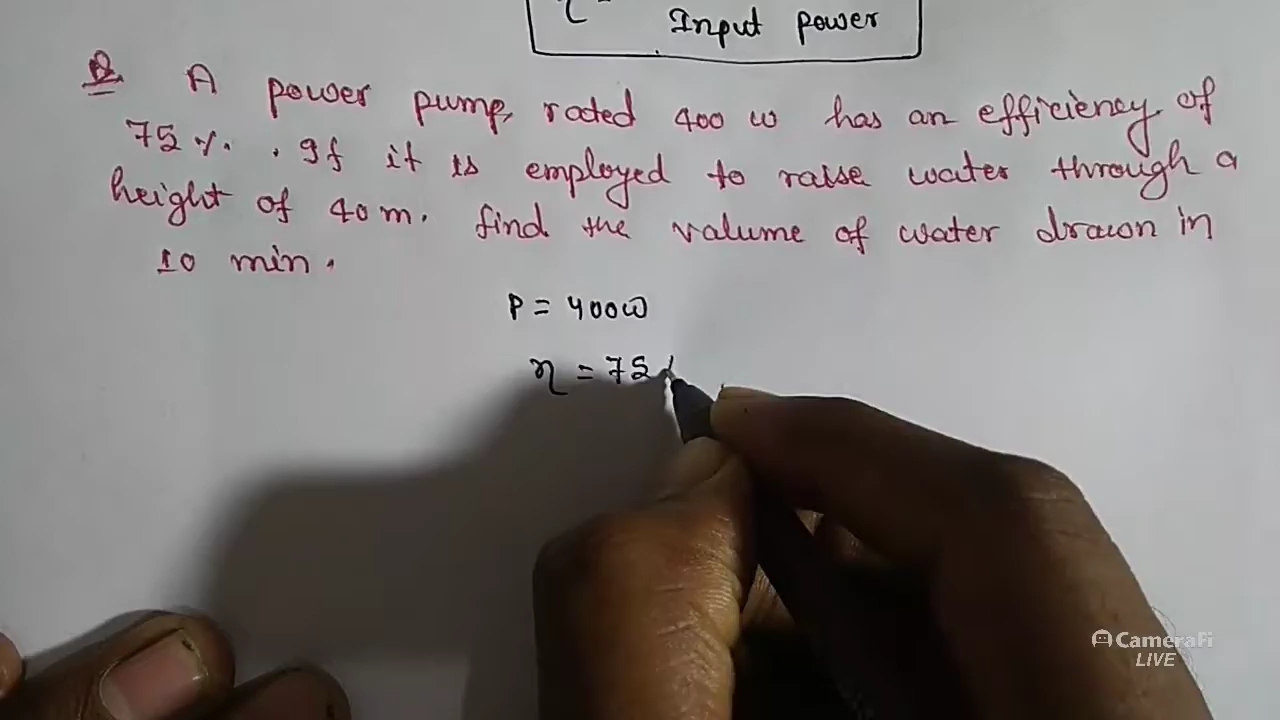 η =
Input power
Q. A power pump, rated 400 W has an efficiency of
75 %. . If it is employed to raise water through a
height of 40 m. find the valume of water drawn in
10 min.
P = 400W
η = 75
CameraFi
LIVE